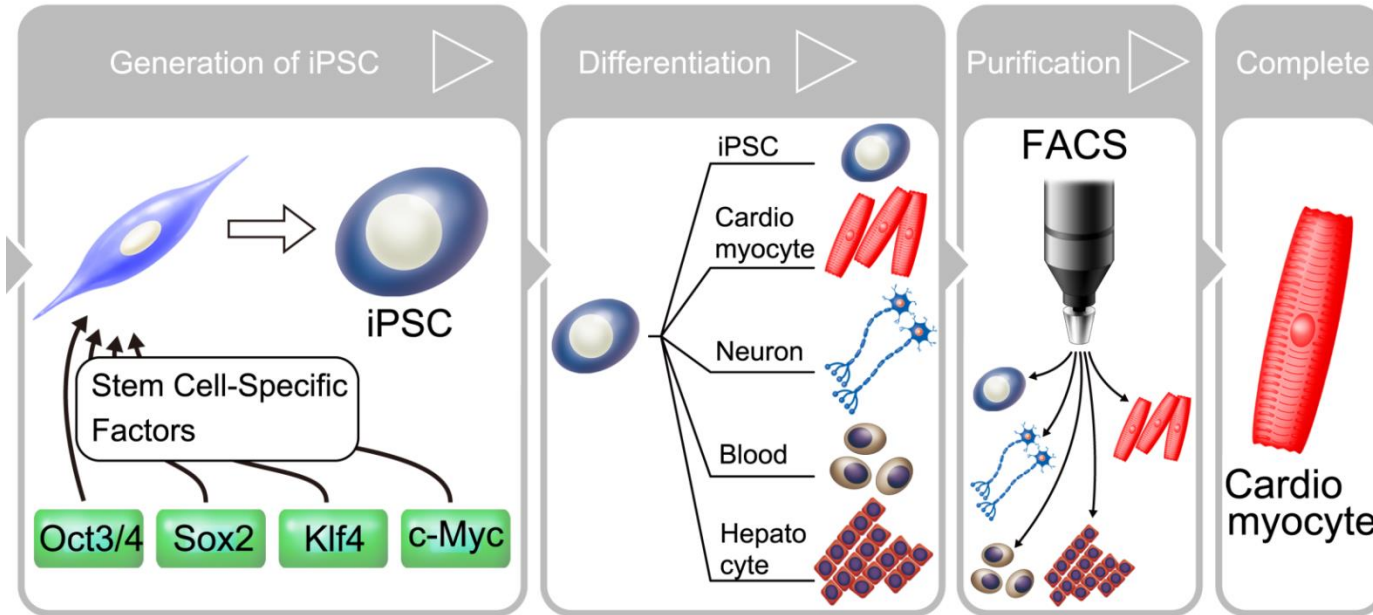 Generation of iPSC
Differentiation
Purification
Complete
iPSC
Stem Cell-Specific
Factors
Oct3/4
Sox2
Klf4
c-Myc
iPSC
Cardio
myocyte
Neuron
Blood
Hepato
cyte
FACS
Cardio
myocyte